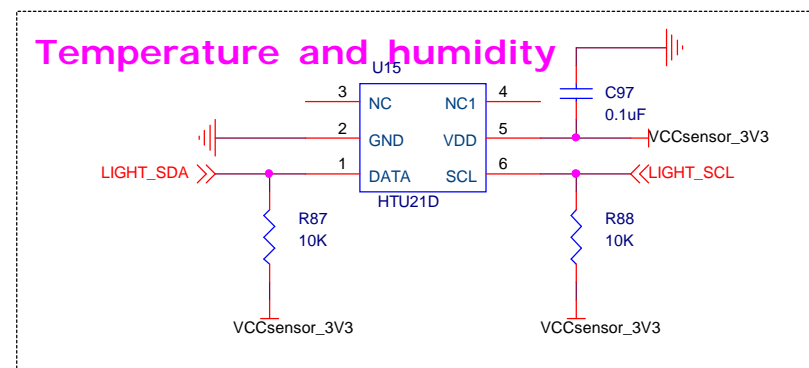 Temperature and humidity
U15
3 NC NC1 4
C97
0.1uF
2 GND VDD 5 VCCsensor_3V3
LIGHT_SDA 1 DATA SCL 6 LIGHT_SCL
HTU21D
R87 R88
10K 10K
VCCsensor_3V3 VCCsensor_3V3